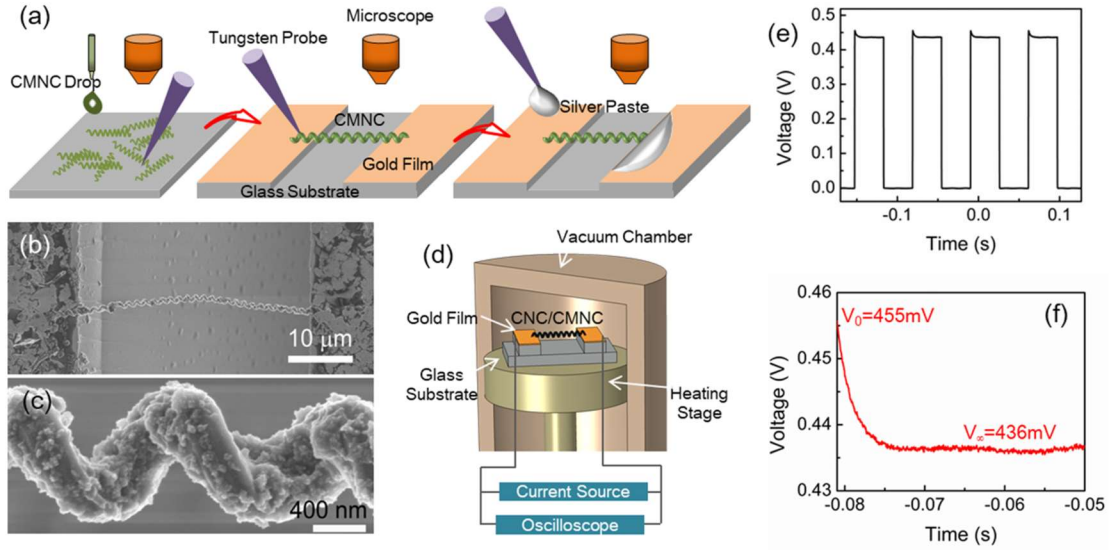 (a)
Microscope
Tungsten Probe
CMNC Drop
CMNC
Silver Paste
Gold Film
Glass Substrate
(b)
10 μm
(c)
400 nm
(d)
Vacuum Chamber
CNC/CMNC
Gold Film
Glass
Substrate
Heating
Stage
Current Source
Oscilloscope
(e)
0.5
0.4
0.3
0.2
0.1
0.0
Voltage (V)
-0.1
0.0
0.1
Time (s)
(f)
0.46
0.45
0.44
0.43
Voltage (V)
V₀=455mV
V∞=436mV
-0.08
-0.07
-0.06
-0.05
Time (s)